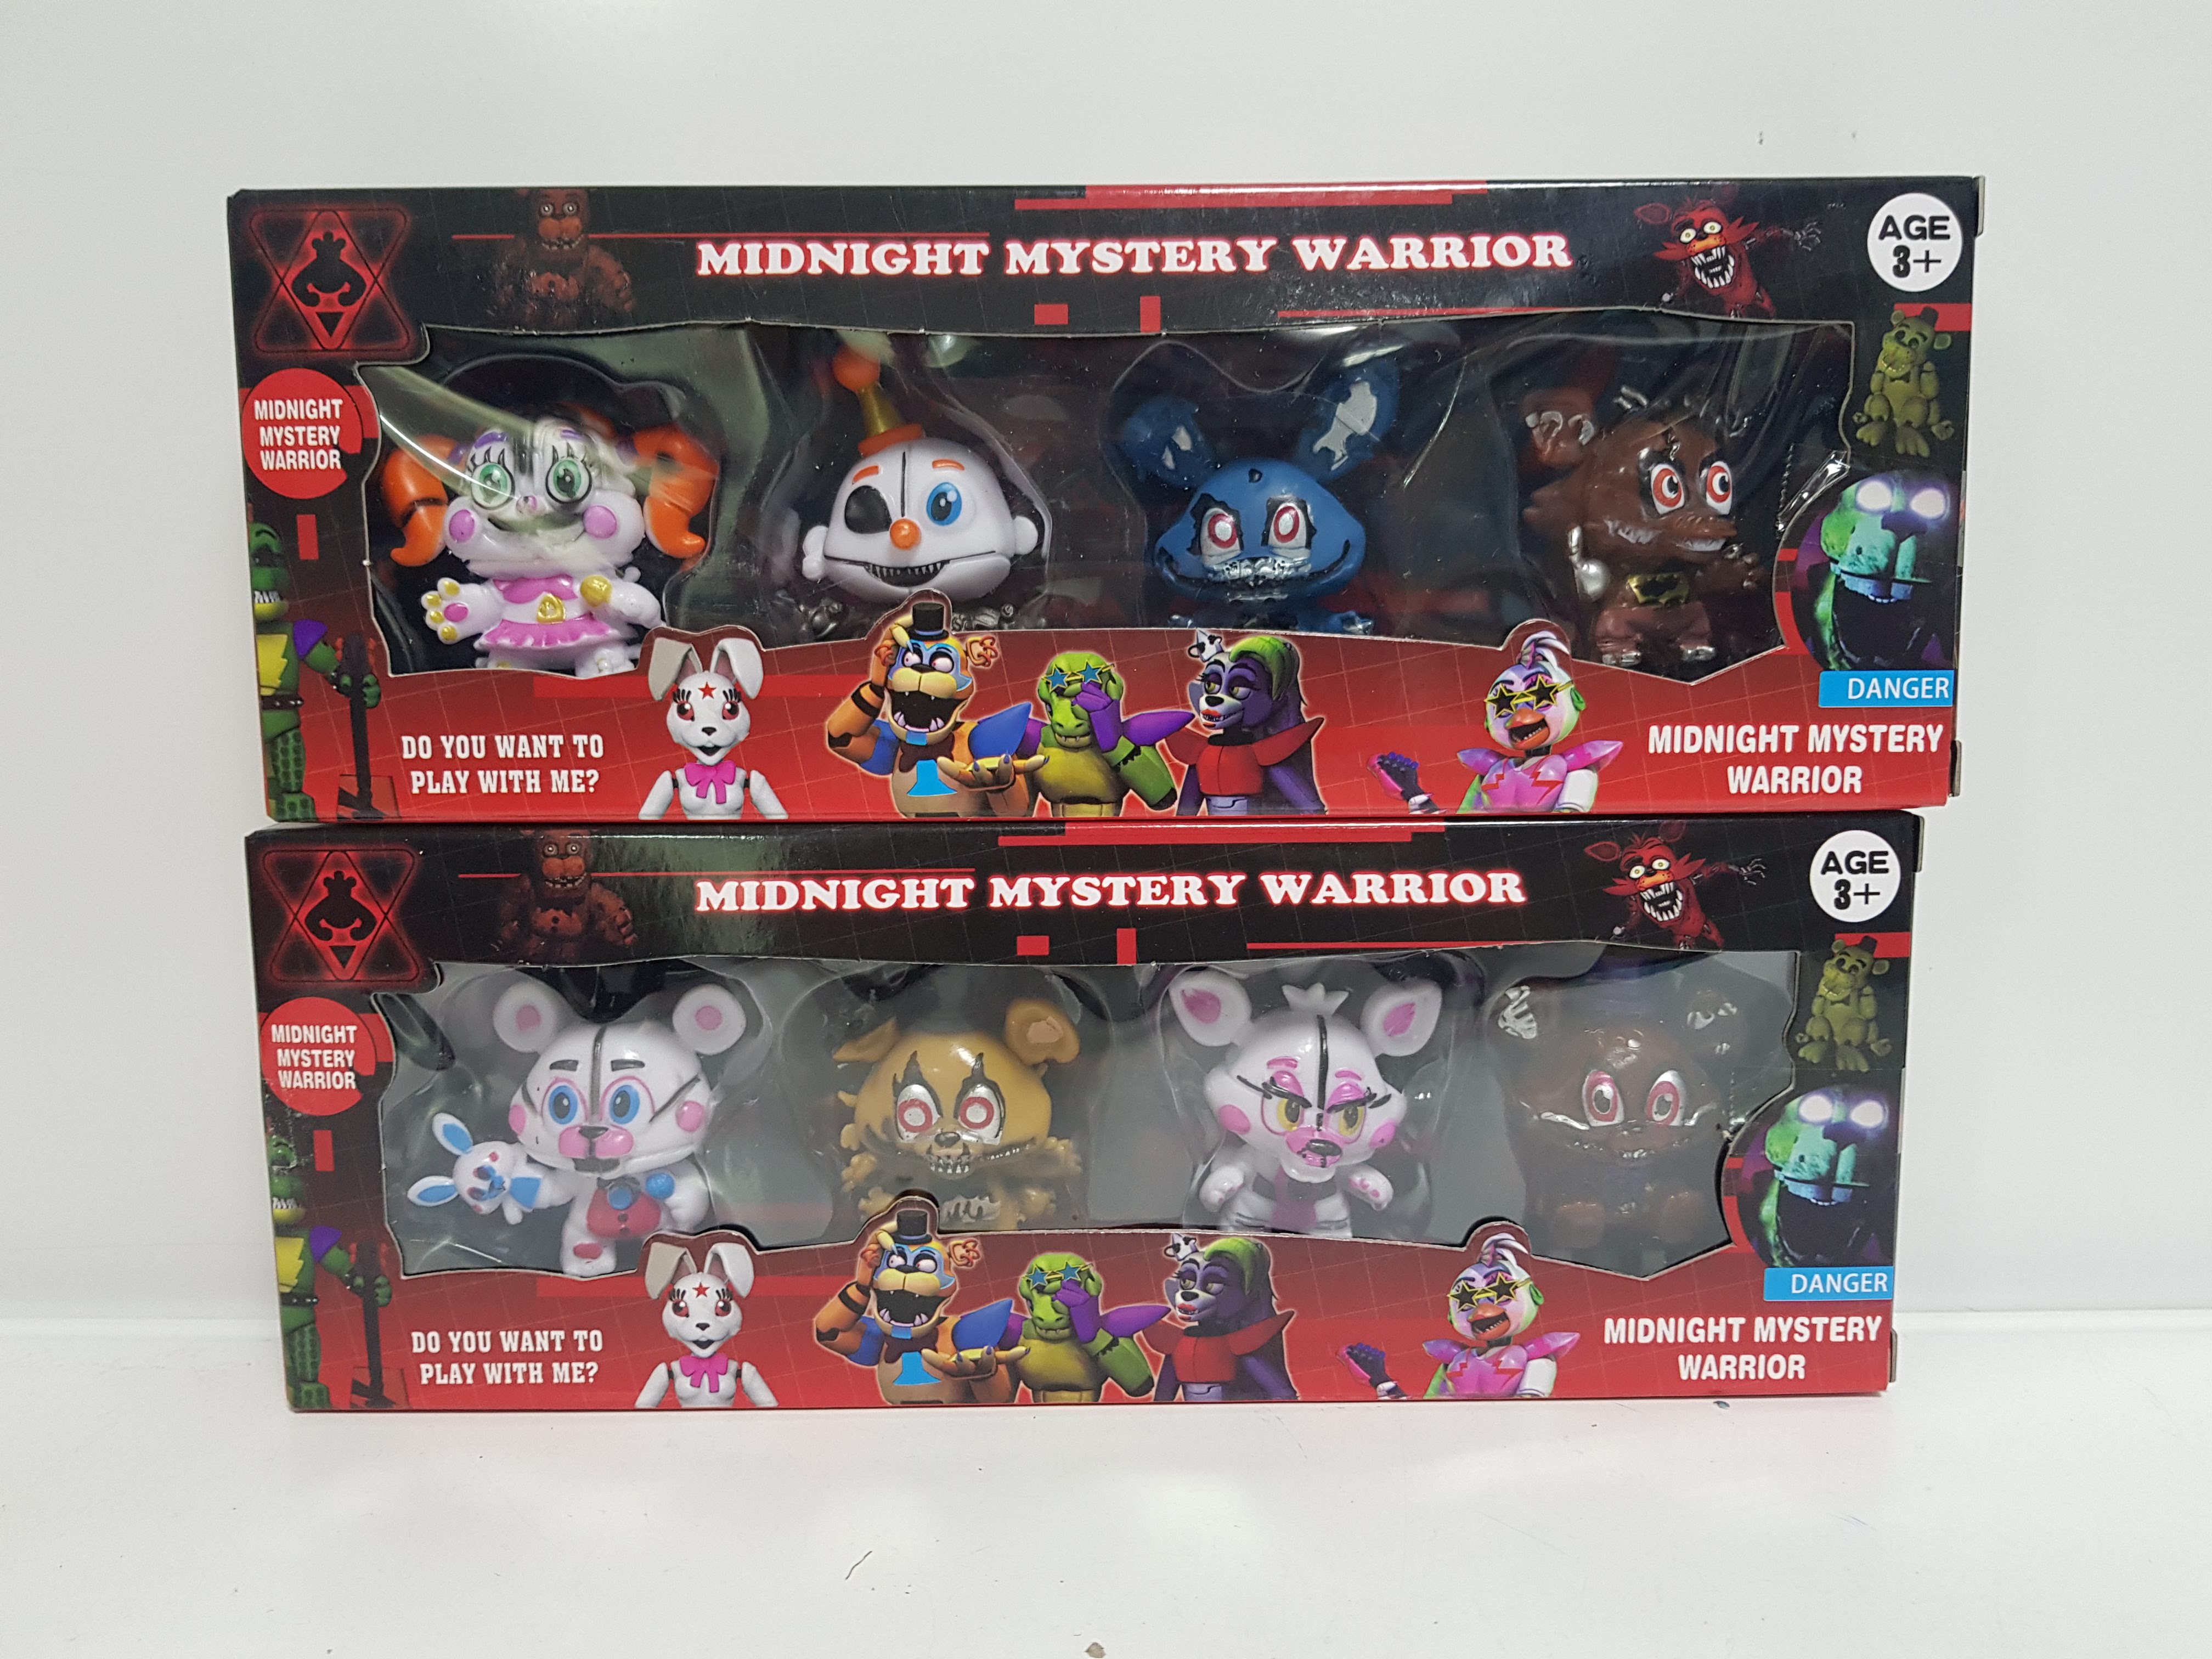 MIDNIGHT MYSTERY WARRIOR
AGE
3+
MIDNIGHT
MYSTERY
WARRIOR
DANGER
DO YOU WANT TO
PLAY WITH ME?
MIDNIGHT MYSTERY
WARRIOR
MIDNIGHT MYSTERY WARRIOR
AGE
3+
MIDNIGHT
MYSTERY
WARRIOR
DANGER
DO YOU WANT TO
PLAY WITH ME?
MIDNIGHT MYSTERY
WARRIOR